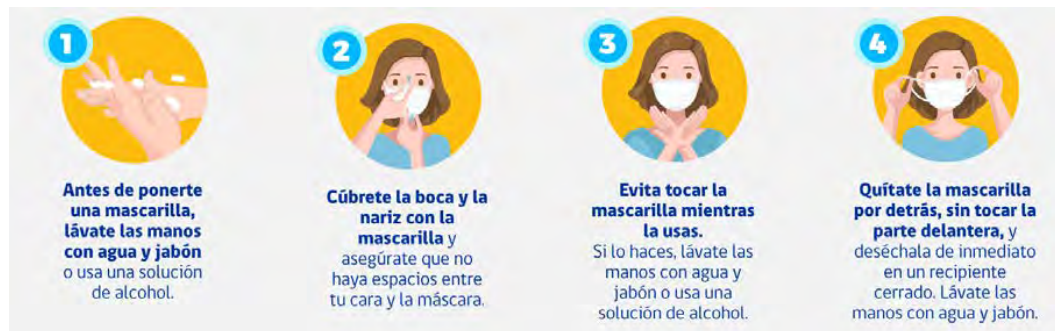 1
Antes de ponerte
una mascarilla,
lávate las manos
con agua y jabón
o usa una solución
de alcohol.
2
Cúbrete la boca y la
nariz con la
mascarilla y
asegúrate que no
haya espacios entre
tu cara y la máscara.
3
Evita tocar la
mascarilla mientras
la usas.
Si lo haces, lávate las
manos con agua y
jabón o usa una
solución de alcohol.
4
Quítate la mascarilla
por detrás, sin tocar la
parte delantera, y
deséchala de inmediato
en un recipiente
cerrado. Lávate las
manos con agua y jabón.